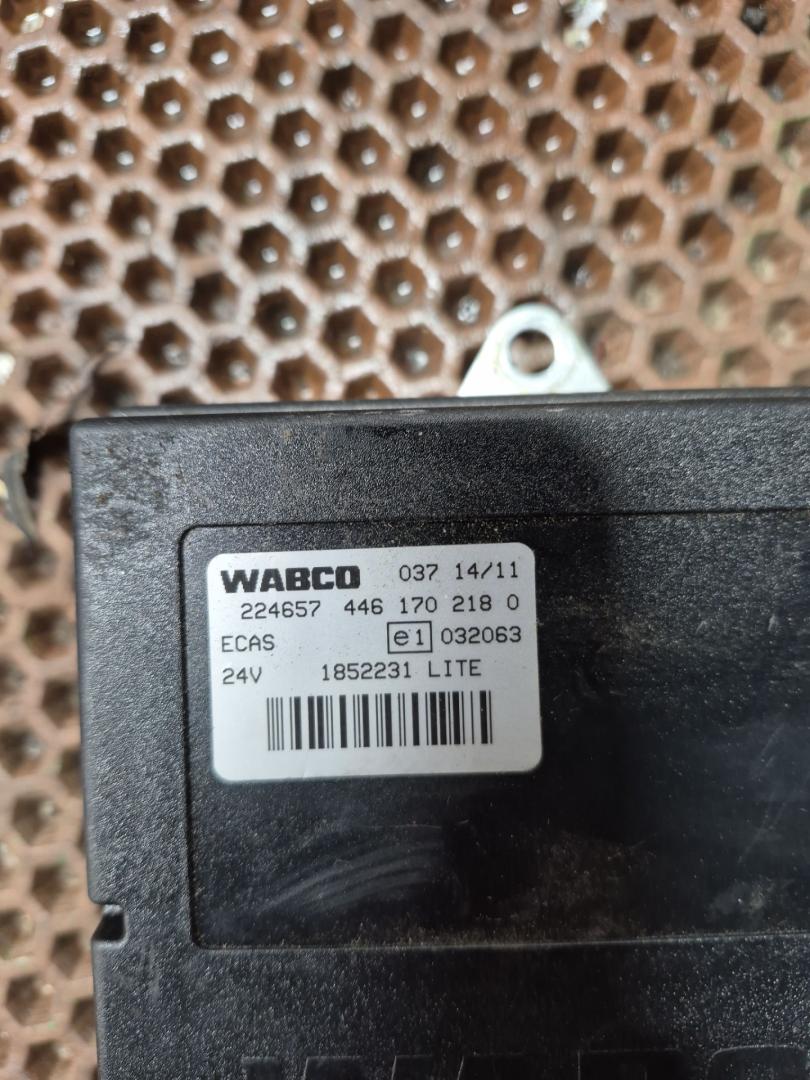 WABCO 037 14/11
224657 446 170 218 0
ECAS e1 032063
24V 1852231 LITE